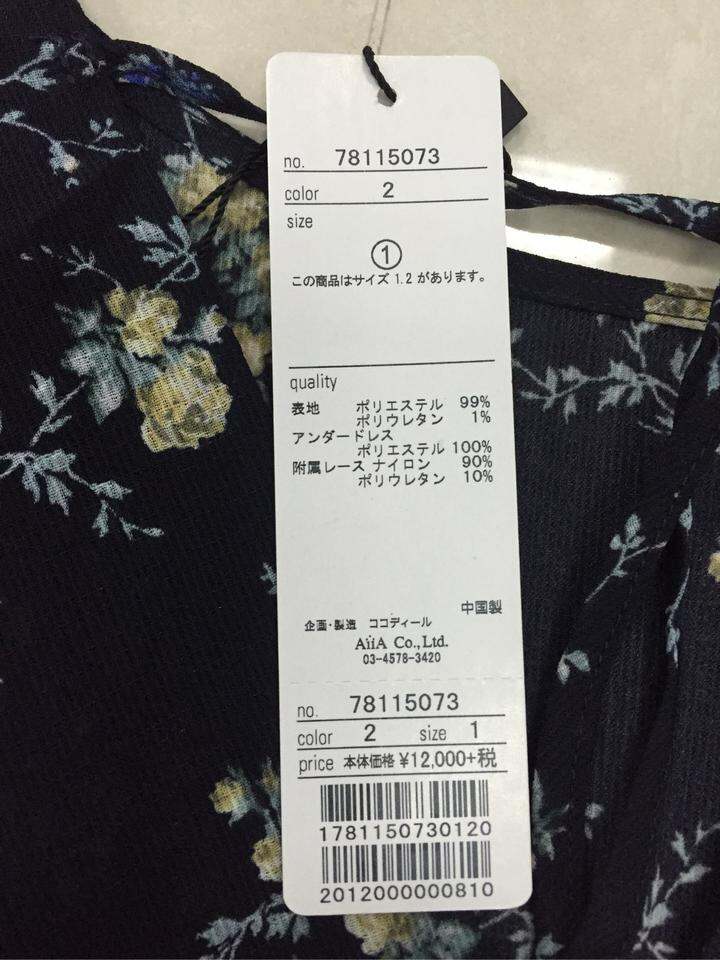 no. 78115073
color 2
size
①
この商品はサイズ 1.2 があります。
quality
表地 ポリエステル 99%
ポリウレタン 1%
アンダードレス
ポリエステル 100%
附属レース ナイロン 90%
ポリウレタン 10%
中国製
企画・製造 ココディール
AïiA Co.,Ltd.
03-4578-3420
no. 78115073
color 2 size 1
price 本体価格 ¥12,000+税
1781150730120
2012000000810